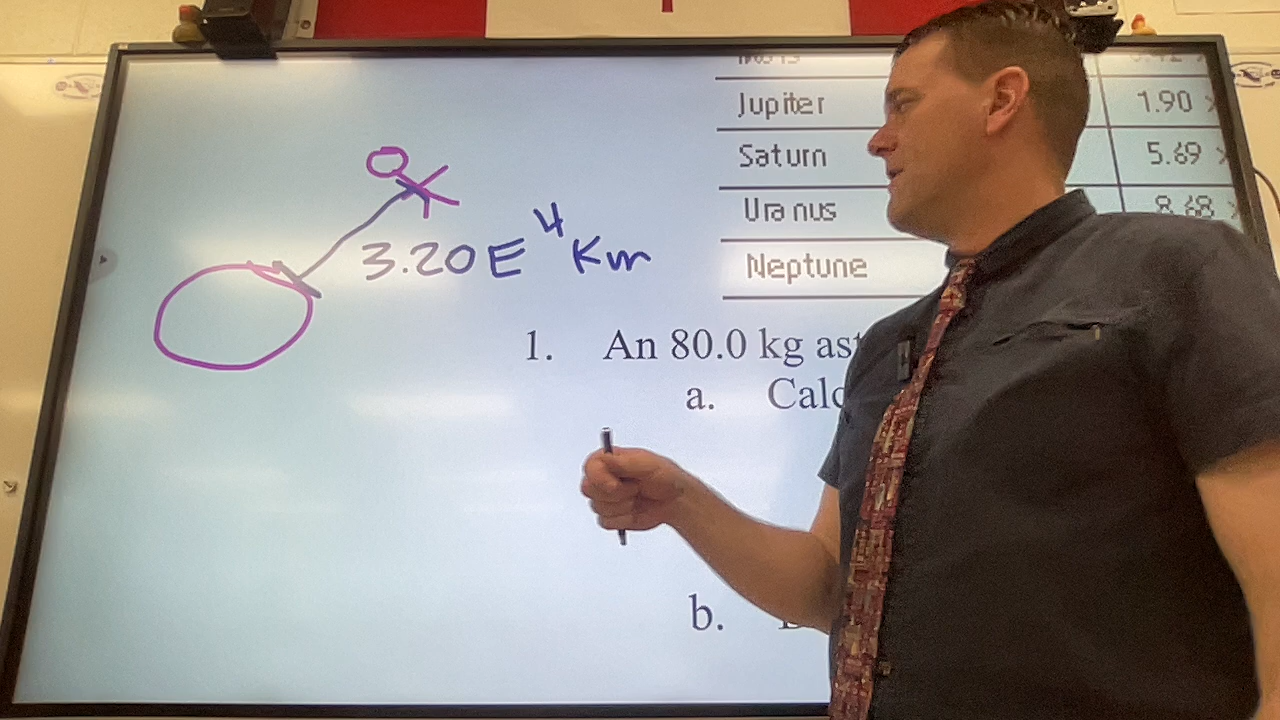 Jupiter 1.90 x
Saturn 5.69 x
Uranus 8.68
Neptune
3.20E⁴ Km
1. An 80.0 kg ast
a. Calc
b.